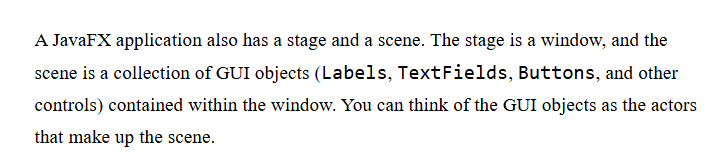 A JavaFX application also has a stage and a scene. The stage is a window, and the
scene is a collection of GUI objects (Labels, TextFields, Buttons, and other
controls) contained within the window. You can think of the GUI objects as the actors
that make up the scene.